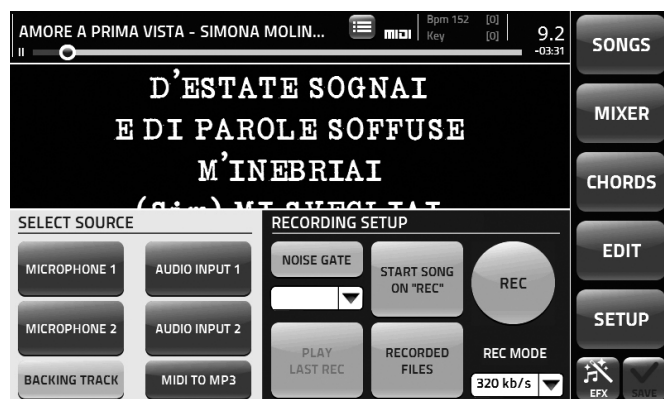 AMORE A PRIMA VISTA - SIMONA MOLIN...
MIDI
Bpm 152 [0]
Key [0]
9.2
-03:31
D'ESTATE SOGNAI
E DI PAROLE SOFFUSE
M'INEBRIAI
SONGS
MIXER
CHORDS
EDIT
SETUP
EFX
SAVE
SELECT SOURCE
MICROPHONE 1
AUDIO INPUT 1
MICROPHONE 2
AUDIO INPUT 2
BACKING TRACK
MIDI TO MP3
RECORDING SETUP
NOISE GATE
START SONG
ON "REC"
REC
PLAY
LAST REC
RECORDED
FILES
REC MODE
320 kb/s